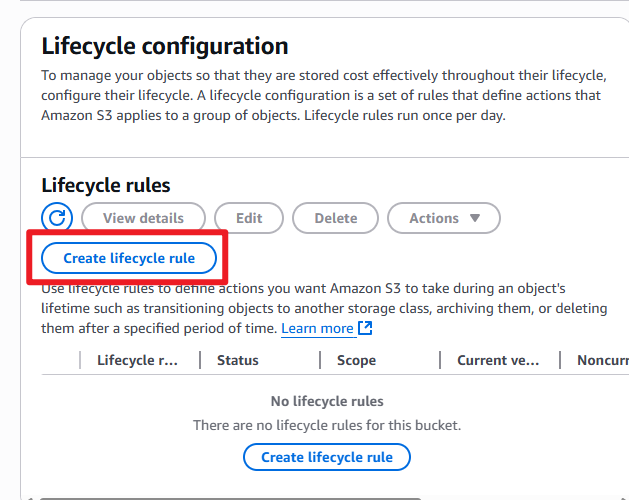 Lifecycle configuration
To manage your objects so that they are stored cost effectively throughout their lifecycle,
configure their lifecycle. A lifecycle configuration is a set of rules that define actions that
Amazon S3 applies to a group of objects. Lifecycle rules run once per day.
Lifecycle rules
View details Edit Delete Actions
Create lifecycle rule
Use lifecycle rules to define actions you want Amazon S3 to take during an object's
lifetime such as transitioning objects to another storage class, archiving them, or deleting
them after a specified period of time. Learn more
Lifecycle r... Status Scope Current ve... Noncurr
No lifecycle rules
There are no lifecycle rules for this bucket.
Create lifecycle rule